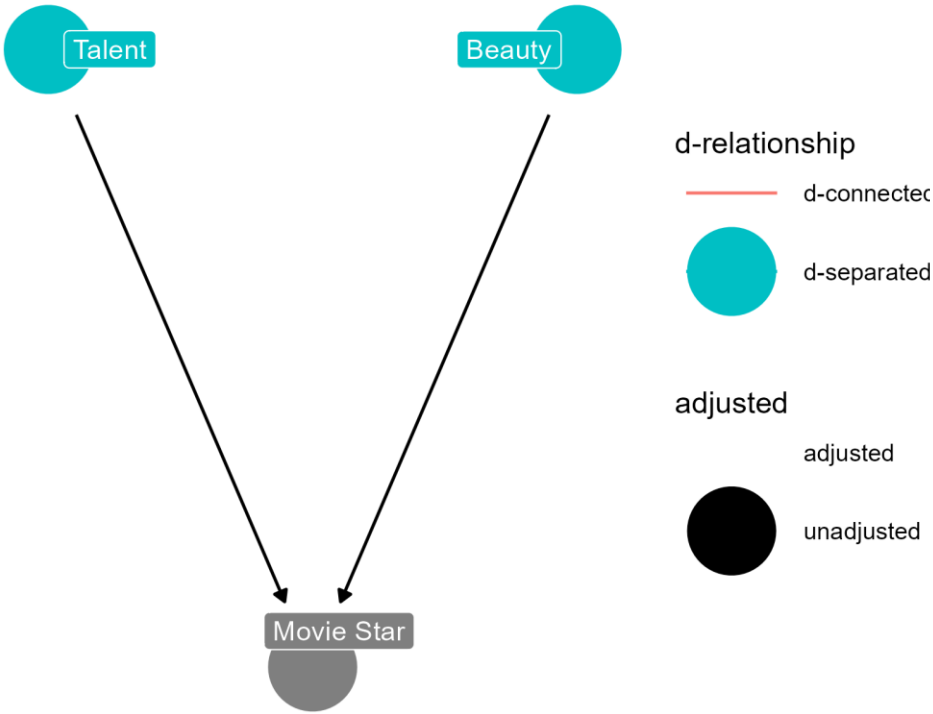 Talent
Beauty
d-relationship
d-connected
d-separated
adjusted
adjusted
unadjusted
Movie Star